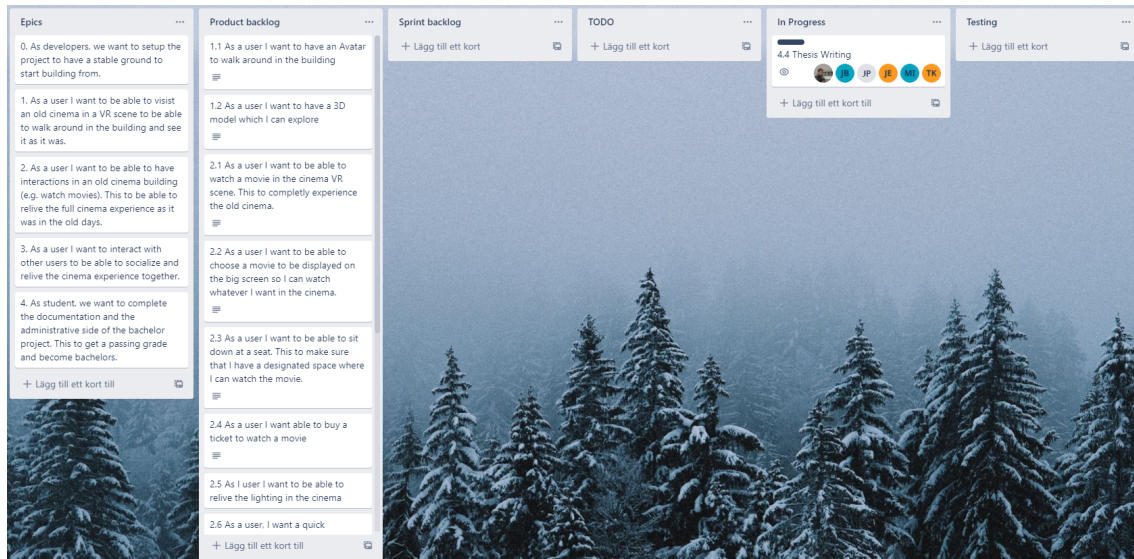 Epics
0. As developers, we want to setup the
project to have a stable ground to
start building from.
1. As a user I want to be able to visist
an old cinema in a VR scene to be able
to walk around in the building and see
it as it was.
2. As a user I want to be able to have
interactions in an old cinema building
(e.g. watch movies). This to be able to
relive the full cinema experience as it
was in the old days.
3. As a user I want to interact with
other users to be able to socialize and
relive the cinema experience together.
4. As student, we want to complete
the documentation and the
administrative side of the bachelor
project. This to get a passing grade
and become bachelors.
+ Lägg till ett kort till
Product backlog
1.1 As a user I want to have an Avatar
to walk around in the building
1.2 As a user I want to have a 3D
model which I can explore
2.1 As a user I want to be able to
watch a movie in the cinema VR
scene. This to completly experience
the old cinema.
2.2 As a user I want to be able to
choose a movie to be displayed on
the big screen so I can watch
whatever I want in the cinema.
2.3 As a user I want to be able to sit
down at a seat. This to make sure
that I have a designated space where
I can watch the movie.
2.4 As a user I want able to buy a
ticket to watch a movie
2.5 As I user I want to be able to
relive the lighting in the cinema
2.6 As a user, I want a quick
+ Lägg till ett kort till
Sprint backlog
+ Lägg till ett kort
TODO
+ Lägg till ett kort
In Progress
4.4 Thesis Writing
JB JP JE MI TK
+ Lägg till ett kort till
Testing
+ Lägg till ett kort